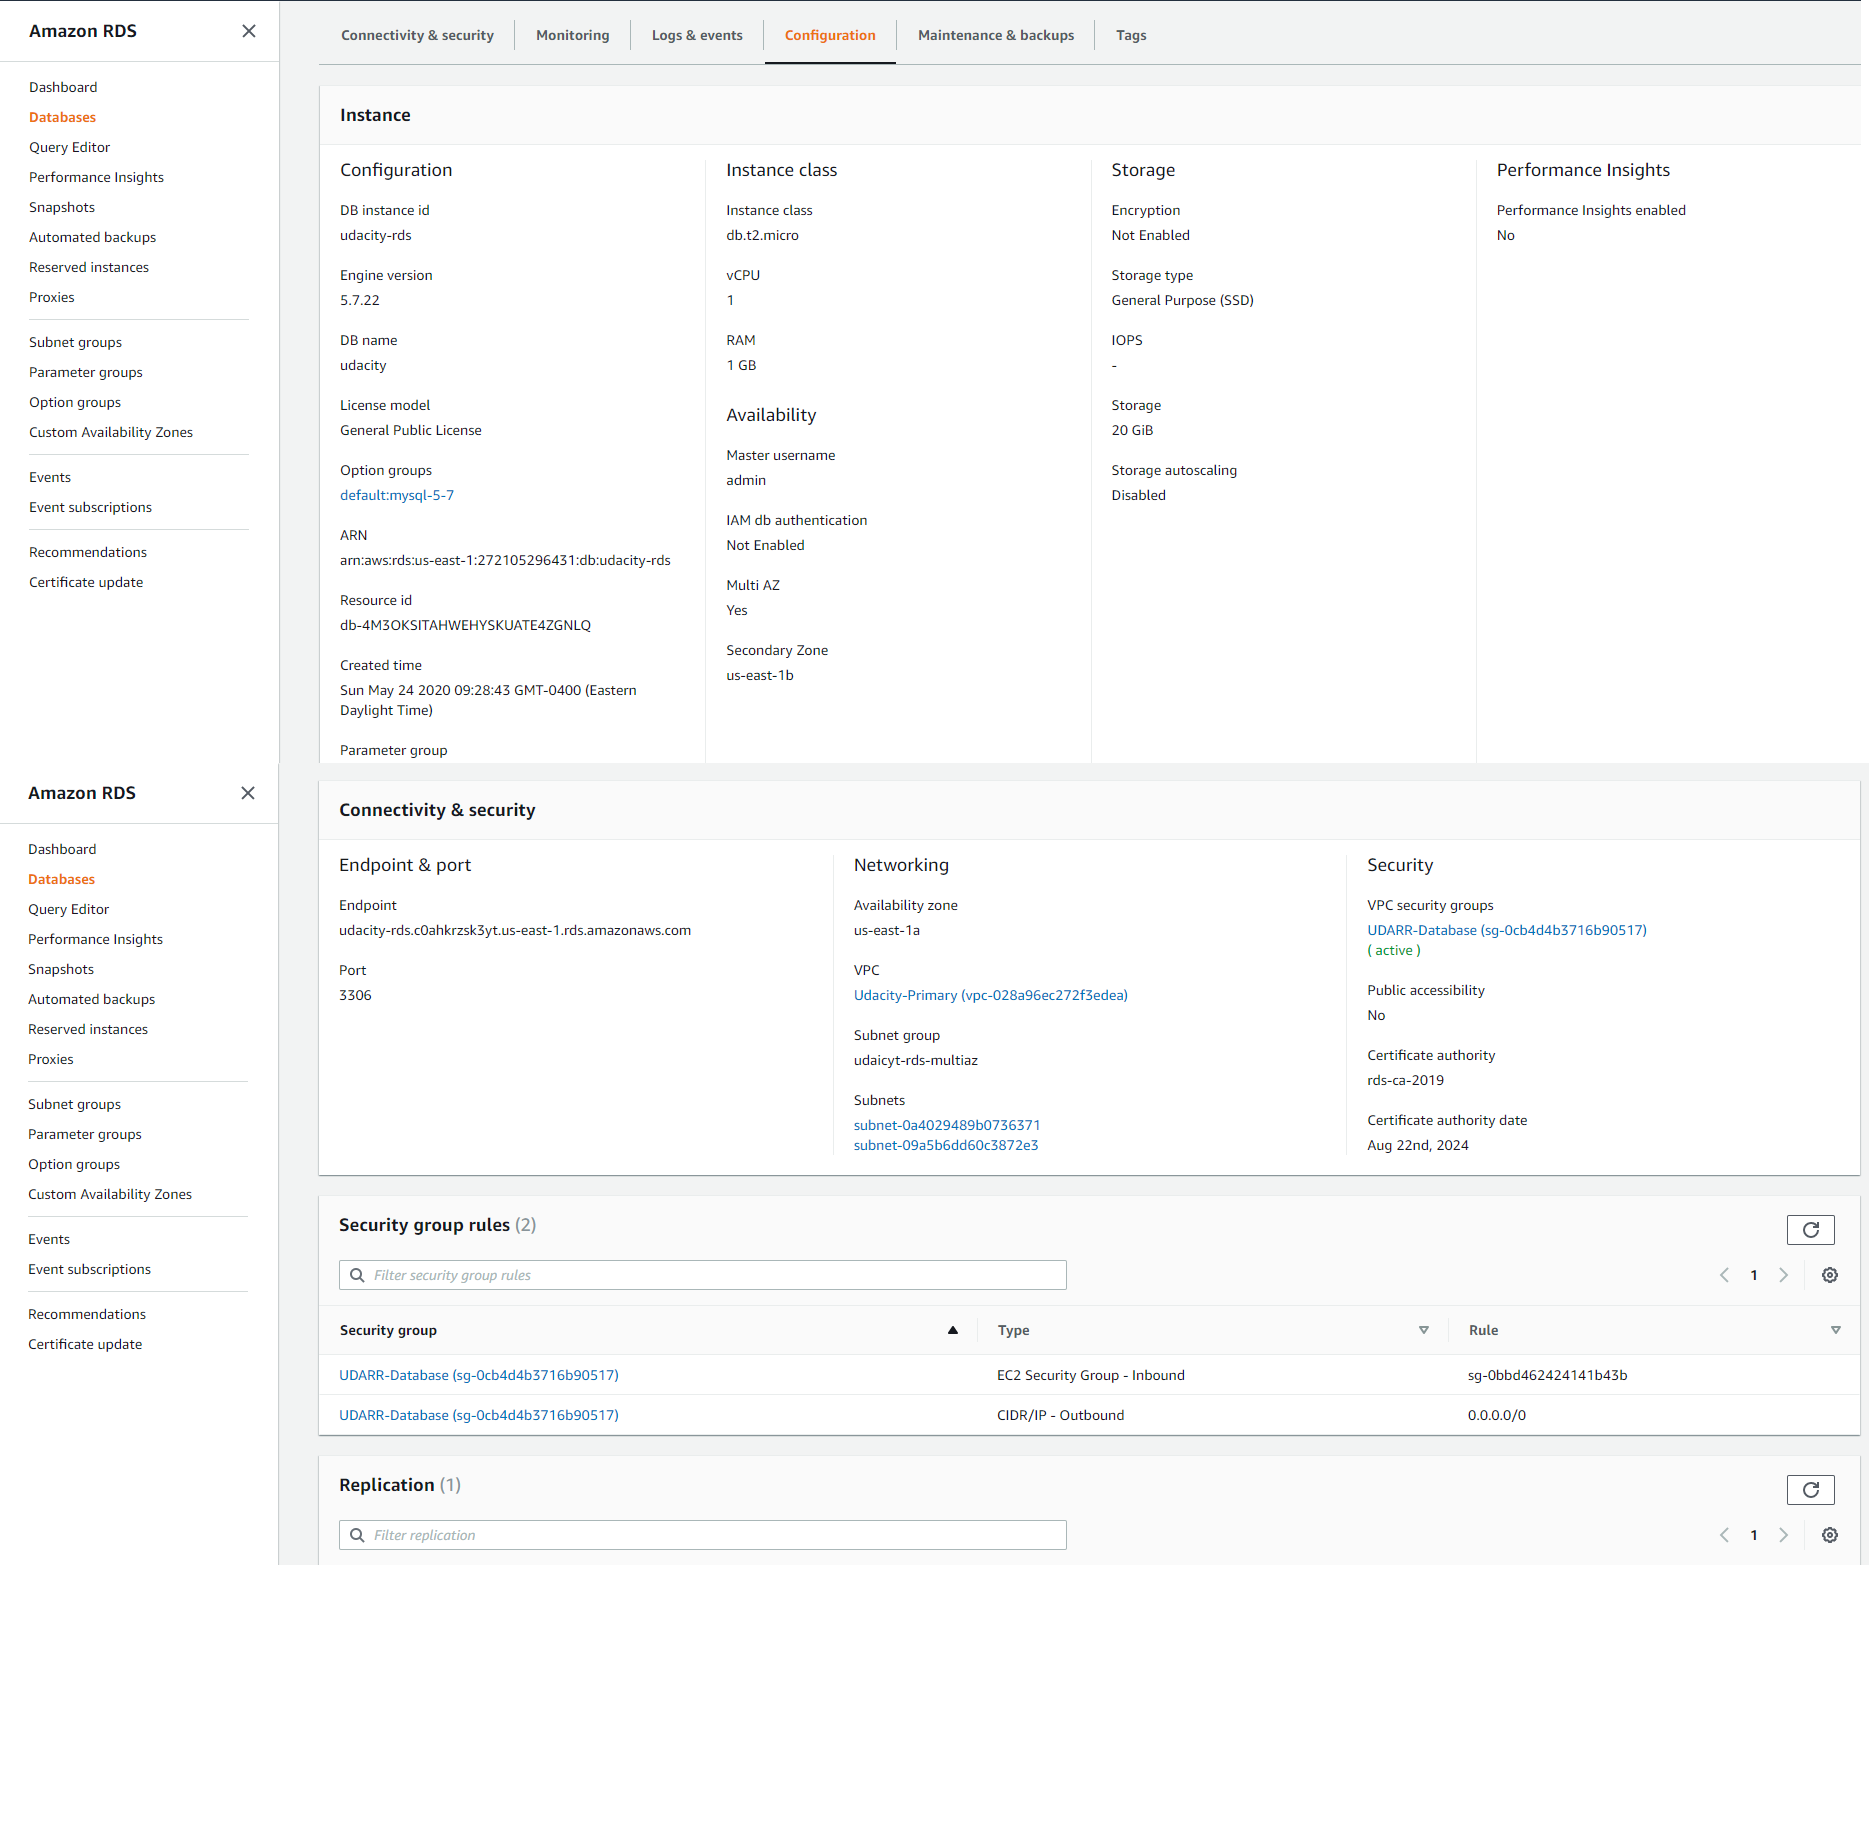 Amazon RDS
Dashboard
Databases
Query Editor
Performance Insights
Snapshots
Automated backups
Reserved instances
Proxies
Subnet groups
Parameter groups
Option groups
Custom Availability Zones
Events
Event subscriptions
Recommendations
Certificate update
Connectivity & security
Monitoring
Logs & events
Configuration
Maintenance & backups
Tags
Instance
Configuration
DB instance id
udacity-rds
Engine version
5.7.22
DB name
udacity
License model
General Public License
Option groups
default:mysql-5-7
ARN
arn:aws:rds:us-east-1:272105296431:db:udacity-rds
Resource id
db-4M3OKSITAHWEHYSKUATE4ZGNLQ
Created time
Sun May 24 2020 09:28:43 GMT-0400 (Eastern
Daylight Time)
Parameter group
Instance class
Instance class
db.t2.micro
vCPU
1
RAM
1 GB
Availability
Master username
admin
IAM db authentication
Not Enabled
Multi AZ
Yes
Secondary Zone
us-east-1b
Storage
Encryption
Not Enabled
Storage type
General Purpose (SSD)
IOPS
-
Storage
20 GiB
Storage autoscaling
Disabled
Performance Insights
Performance Insights enabled
No
Amazon RDS
Dashboard
Databases
Query Editor
Performance Insights
Snapshots
Automated backups
Reserved instances
Proxies
Subnet groups
Parameter groups
Option groups
Custom Availability Zones
Events
Event subscriptions
Recommendations
Certificate update
Connectivity & security
Endpoint & port
Endpoint
udacity-rds.c0ahkrzsk3yt.us-east-1.rds.amazonaws.com
Port
3306
Networking
Availability zone
us-east-1a
VPC
Udacity-Primary (vpc-028a96ec272f3edea)
Subnet group
udaicyt-rds-multiaz
Subnets
subnet-0a4029489b0736371
subnet-09a5b6dd60c3872e3
Security
VPC security groups
UDARR-Database (sg-0cb4d4b3716b90517)
( active )
Public accessibility
No
Certificate authority
rds-ca-2019
Certificate authority date
Aug 22nd, 2024
Security group rules (2)
Filter security group rules
1
Security group
Type
Rule
UDARR-Database (sg-0cb4d4b3716b90517)
EC2 Security Group - Inbound
sg-0bbd462424141b43b
UDARR-Database (sg-0cb4d4b3716b90517)
CIDR/IP - Outbound
0.0.0.0/0
Replication (1)
Filter replication
1